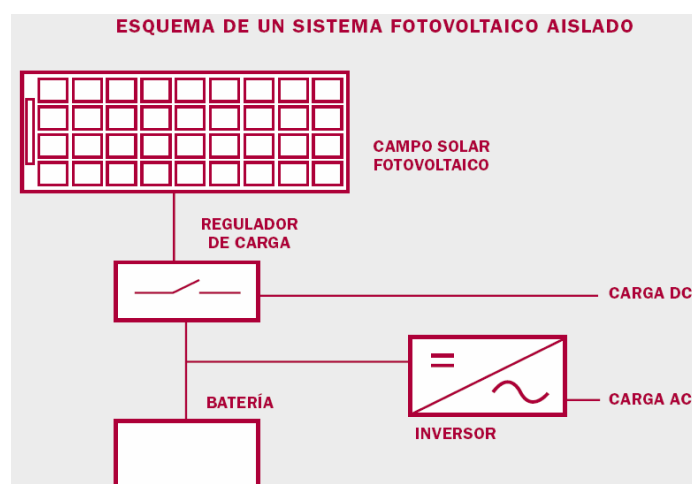 ESQUEMA DE UN SISTEMA FOTOVOLTAICO AISLADO
CAMPO SOLAR
FOTOVOLTAICO
REGULADOR
DE CARGA
CARGA DC
BATERÍA
CARGA AC
INVERSOR